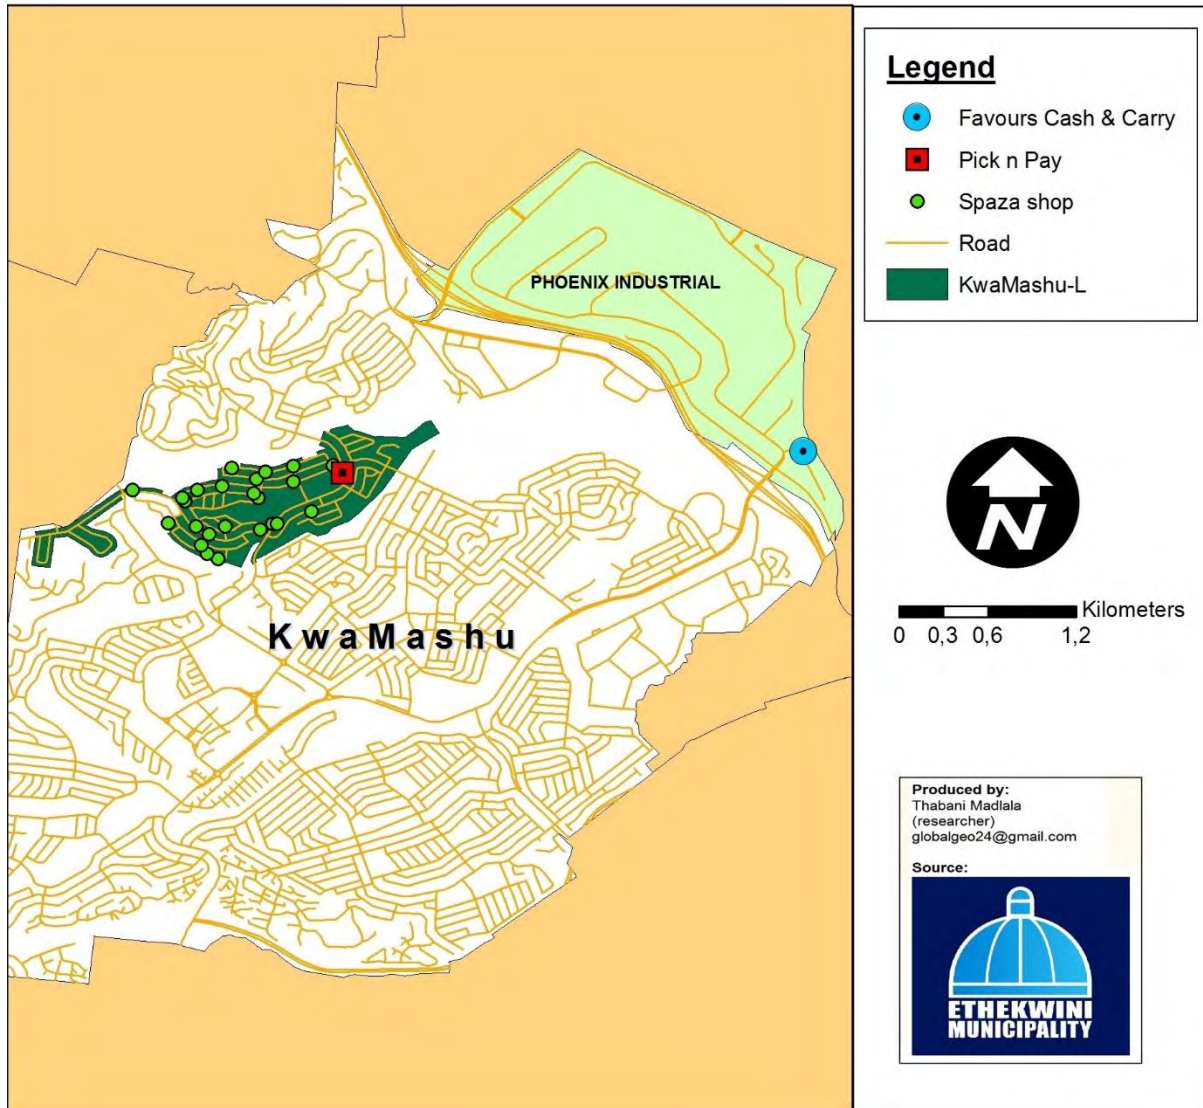 PHOENIX INDUSTRIAL
KwaMashu
Legend
Favours Cash & Carry
Pick n Pay
Spaza shop
Road
KwaMashu-L
N
Kilometers
0 0,3 0,6 1,2
Produced by:
Thabani Madlala
(researcher)
globalgeo24@gmail.com
Source:
ETHEKWINI
MUNICIPALITY